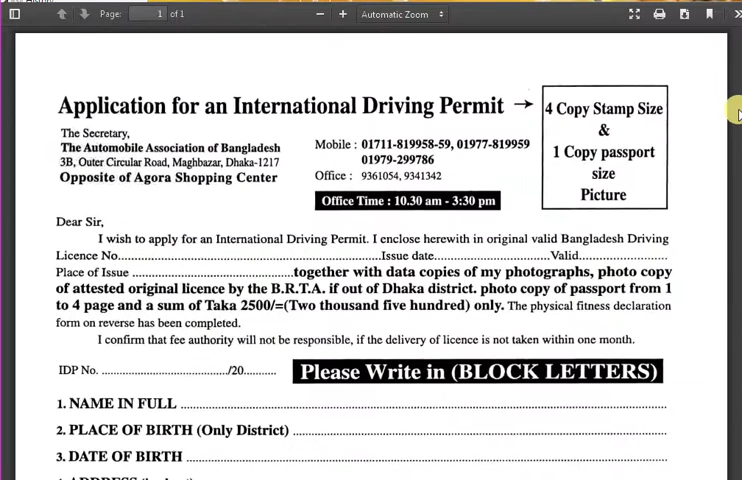 Page: 1 of 1
Automatic Zoom
Application for an International Driving Permit →
4 Copy Stamp Size
&
1 Copy passport
size
Picture
The Secretary,
The Automobile Association of Bangladesh
3B, Outer Circular Road, Maghbazar, Dhaka-1217
Opposite of Agora Shopping Center
Mobile : 01711-819958-59, 01977-819959
01979-299786
Office : 9361054, 9341342
Office Time : 10.30 am - 3:30 pm
Dear Sir,
I wish to apply for an International Driving Permit. I enclose herewith in original valid Bangladesh Driving
Licence No.......................................................................................Issue date.............................Valid.............................
Place of Issue ......................................................together with data copies of my photographs, photo copy
of attested original licence by the B.R.T.A. if out of Dhaka district. photo copy of passport from 1
to 4 page and a sum of Taka 2500/=(Two thousand five hundred) only. The physical fitness declaration
form on reverse has been completed.
I confirm that fee authority will not be responsible, if the delivery of licence is not taken within one month.
IDP No. ........................................../20...........
Please Write in (BLOCK LETTERS)
1. NAME IN FULL ................................................................
2. PLACE OF BIRTH (Only District) ................................................................
3. DATE OF BIRTH ................................................................